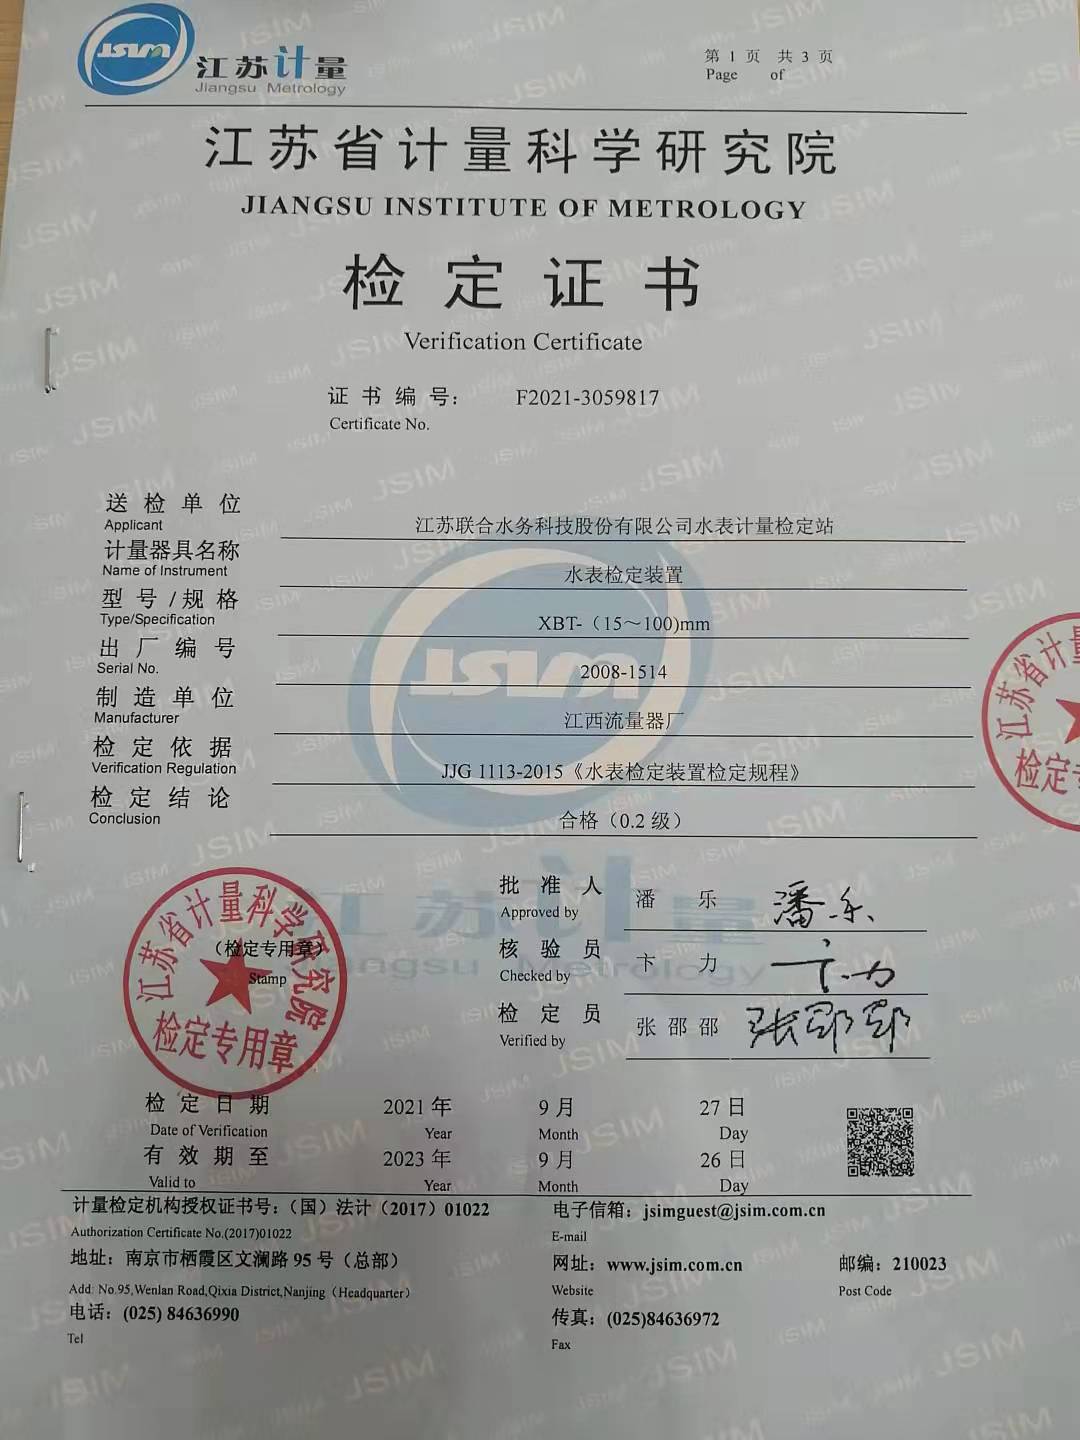 JSIM 江苏计量
Jiangsu Metrology
第 1 页 共 3 页
Page of
江苏省计量科学研究院
JIANGSU INSTITUTE OF METROLOGY
检定证书
Verification Certificate
证书编号: F2021-3059817
Certificate No.
送检单位 江苏联合水务科技股份有限公司水表计量检定站
Applicant
计量器具名称 水表检定装置
Name of Instrument
型号/规格 XBT-（15～100)mm
Type/Specification
出厂编号 2008-1514
Serial No.
制造单位 江西流量器厂
Manufacturer
检定依据 JJG 1113-2015《水表检定装置检定规程》
Verification Regulation
检定结论 合格（0.2 级）
Conclusion
江苏省计量科学研究院
检定专用章
江苏省计量
检定专
批准人 潘乐 潘乐
Approved by
（检定专用章）
Stamp
核验员 卞力 卞力
Checked by
检定员 张邵邵 张邵邵
Verified by
检定日期 2021 年 9 月 27 日
Date of Verification Year Month Day
有效期至 2023 年 9 月 26 日
Valid to Year Month Day
计量检定机构授权证书号：（国）法计（2017）01022 电子信箱：jsimguest@jsim.com.cn
Authorization Certificate No.(2017)01022 E-mail
地址：南京市栖霞区文澜路 95 号（总部） 网址：www.jsim.com.cn 邮编：210023
Add: No.95,Wenlan Road,Qixia District,Nanjing（Headquarter） Website Post Code
电话：(025) 84636990 传真：(025)84636972
Tel Fax